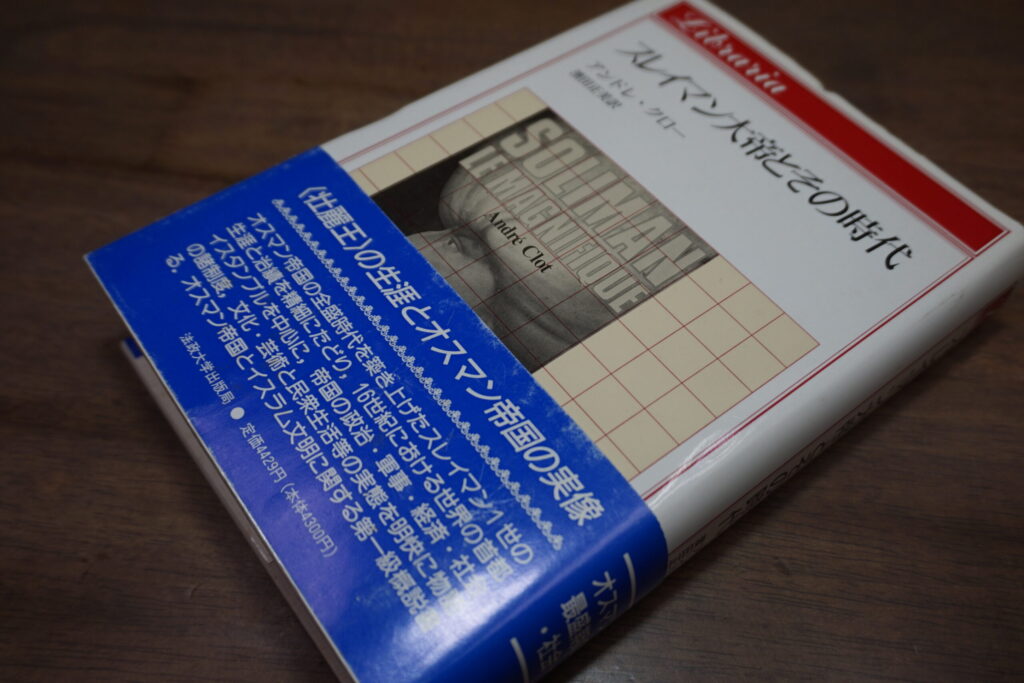 Libraria
スレイマン大帝とその時代
アンドレ・クロー
濱田正美訳
SOLIMAN
LE MAGNIFIQUE
André Clot
〈壮麗王〉の生涯とオスマン帝国の実像
オスマン帝国の全盛時代を築き上げたスレイマン1世の
生涯と治績を精細にたどり，16世紀における世界の首都
イスタンブルを中心に，帝国の政治・軍事・経済・社
の諸制度，文化・芸術と民衆生活等の実態を明快に物
る。オスマン帝国とイスラム文明に関する第一級概説
法政大学出版局 ● 定価4429円（本体4300円）
オス
最盛
・社